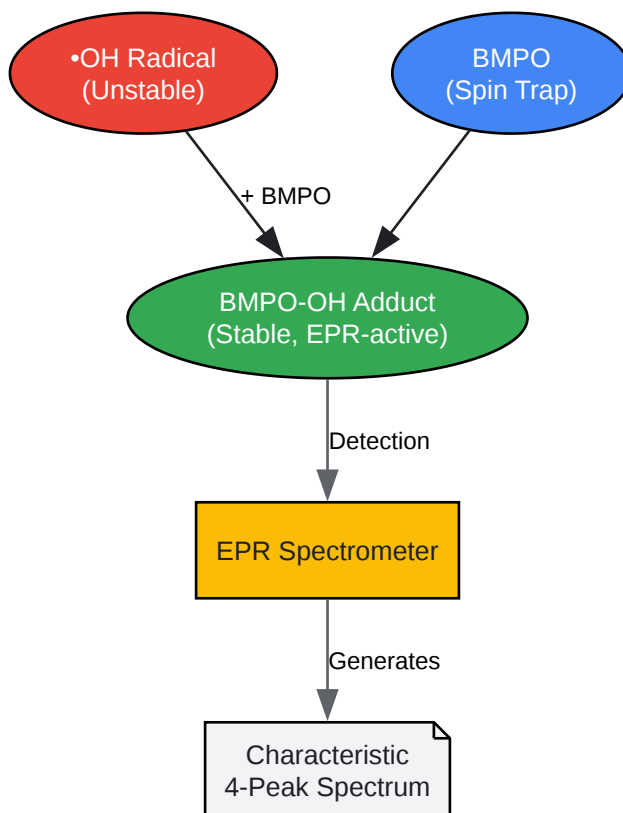 •OH Radical
(Unstable)
BMPO
(Spin Trap)
+ BMPO
BMPO-OH Adduct
(Stable, EPR-active)
Detection
EPR Spectrometer
Generates
Characteristic
4-Peak Spectrum